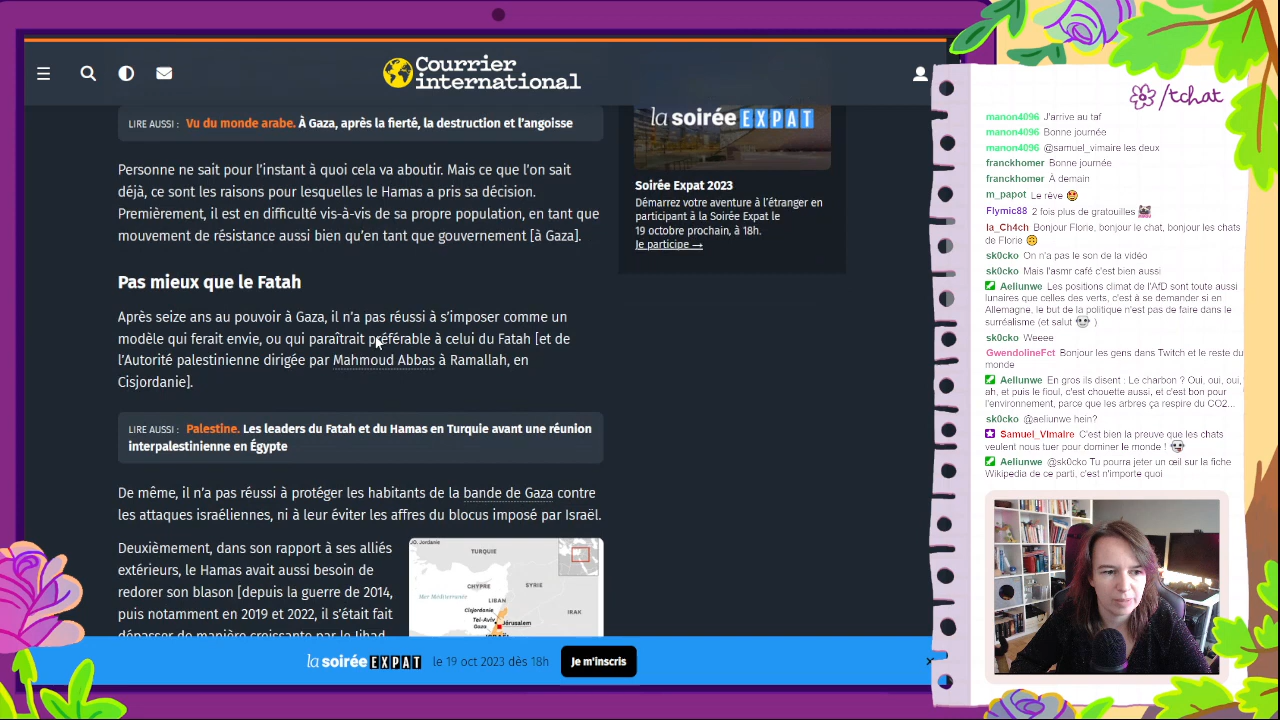 Courrier
international
LIRE AUSSI : Vu du monde arabe. À Gaza, après la fierté, la destruction et l'angoisse
Personne ne sait pour l'instant à quoi cela va aboutir. Mais ce que l'on sait
déjà, ce sont les raisons pour lesquelles le Hamas a pris sa décision.
Premièrement, il est en difficulté vis-à-vis de sa propre population, en tant que
mouvement de résistance aussi bien qu'en tant que gouvernement [à Gaza].
Pas mieux que le Fatah
Après seize ans au pouvoir à Gaza, il n'a pas réussi à s'imposer comme un
modèle qui ferait envie, ou qui paraîtrait préférable à celui du Fatah [et de
l'Autorité palestinienne dirigée par Mahmoud Abbas à Ramallah, en
Cisjordanie].
LIRE AUSSI : Palestine. Les leaders du Fatah et du Hamas en Turquie avant une réunion
interpalestinienne en Égypte
De même, il n'a pas réussi à protéger les habitants de la bande de Gaza contre
les attaques israéliennes, ni à leur éviter les affres du blocus imposé par Israël.
Deuxièmement, dans son rapport à ses alliés
extérieurs, le Hamas avait aussi besoin de
redorer son blason [depuis la guerre de 2014,
puis notamment en 2019 et 2022, il s'était fait
JO. Jordanie
TURQUIE
CHYPRE
SYRIE
Mer Méditerranée
LIBAN
Cisjordanie
IRAK
Tel-Aviv
Gaza
Jérusalem
la soirée EXPAT
Soirée Expat 2023
Démarrez votre aventure à l'étranger en
participant à la Soirée Expat le
19 octobre prochain, à 18h.
Je participe →
la soirée EXPAT le 19 oct 2023 dès 18h Je m'inscris
/tchat
manon4096 J'arrive au taf
manon4096 Bonne journée
manon4096 @samuel_vimaire les deux
franckhomer Bonne journée
franckhomer À demain
m_papot Le rêve
Flymic88 2 fois plus de gratouilles
la_Ch4ch Bonjour Florie, bonjour le chat, bonjour les chats
de Florie
sk0cko On n'a pas le son de la vidéo
sk0cko Mais l'asmr café c'est bien aussi
Aeliunwe Les positions climat de l'AfD sont toute aussi
lunaires que celles des verts, c'est à se demander si en
Allemagne, le but de la politique n'est pas de faire dans le
surréalisme (et salut )
sk0cko Weeee
GwendolineFct Bonjour les gens dans Twitch et le reste du
monde
Aeliunwe En gros ils disent : Le charbon ? Oui, oui, oui,
ah, et puis le fioul, c'est chouette aussi, et c'est bon pour
l'environnement, parce que les arbres ça respire du CO2...
sk0cko @aeliunwe hein?
Samuel_Vimaire C'est bien la preuve que les chats
veulent nous tuer pour dominer le monde !
Aeliunwe @sk0cko Tu pourra jeter un œil sur la fiche
Wikipedia de ce parti, c'est n'importe quoi